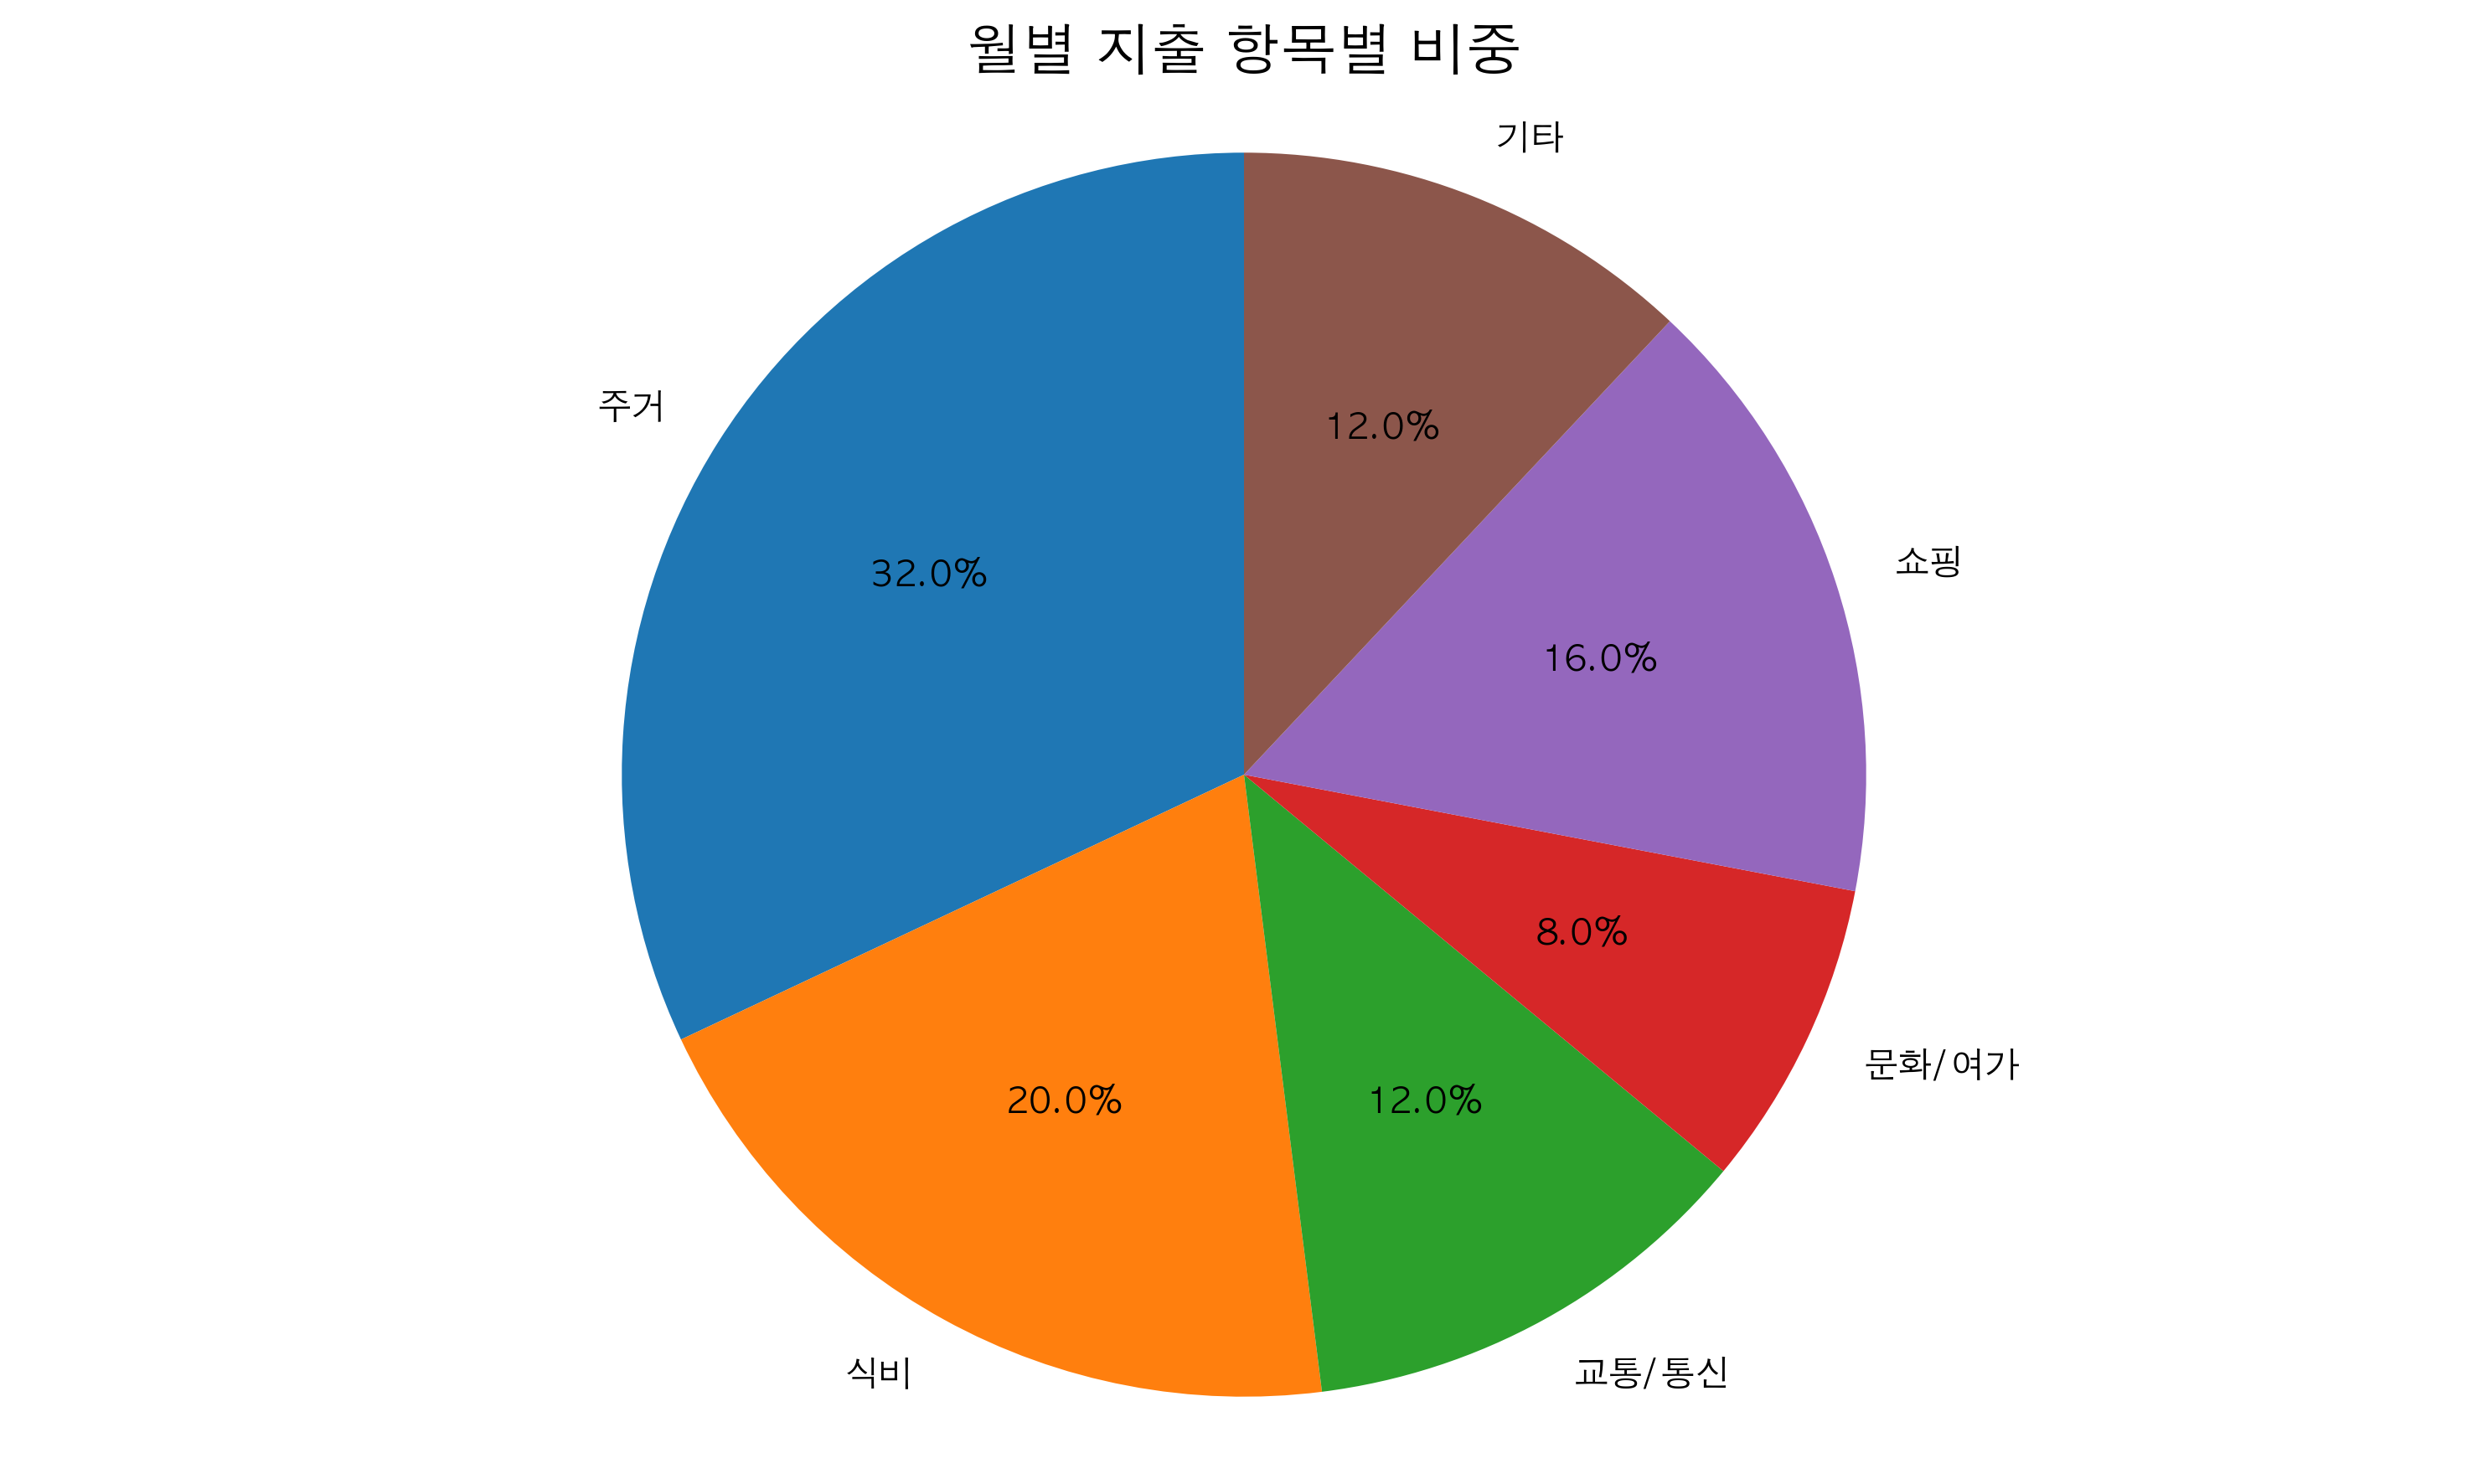 월별 지출 항목별 비중
기타
주거
12.0%
쇼핑
32.0%
16.0%
8.0%
문화/여가
20.0%
12.0%
식비
교통/통신